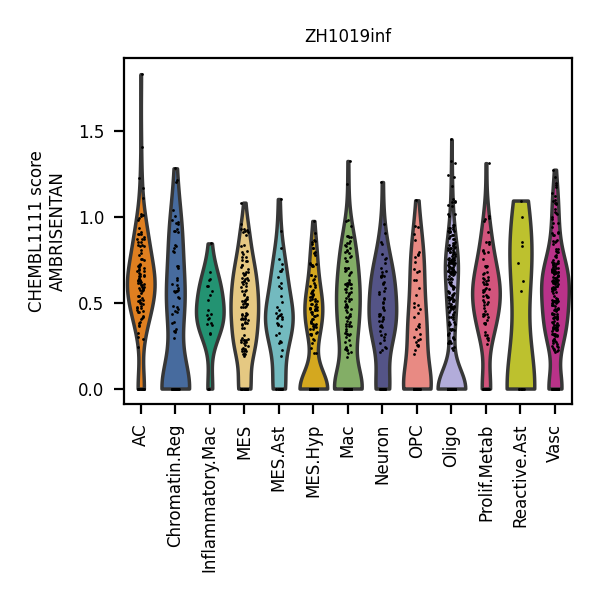 ZH1019inf
CHEMBL1111 score
AMBRISENTAN
1.5
1.0
0.5
0.0
AC
Chromatin.Reg
Inflammatory.Mac
MES
MES.Ast
MES.Hyp
Mac
Neuron
OPC
Oligo
Prolif.Metab
Reactive.Ast
Vasc